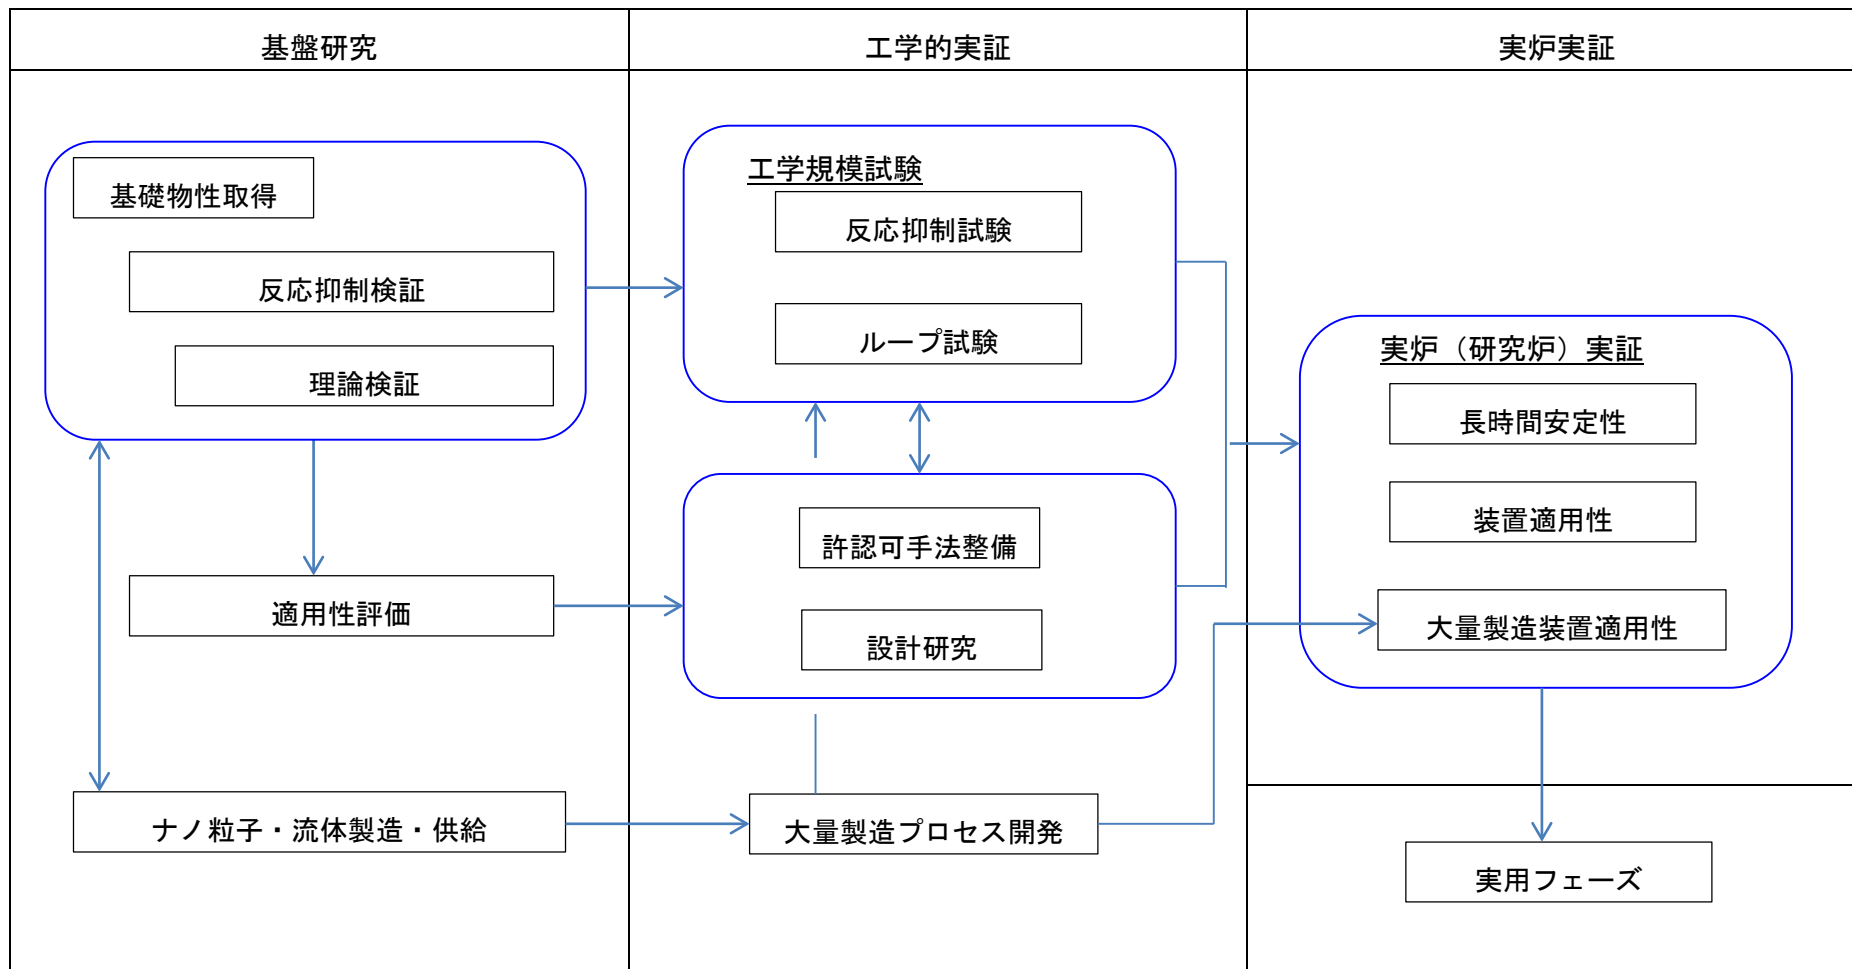 基盤研究
工学的実証
実炉実証
基礎物性取得
反応抑制検証
理論検証
適用性評価
ナノ粒子・流体製造・供給
工学規模試験
反応抑制試験
ループ試験
許認可手法整備
設計研究
大量製造プロセス開発
実炉（研究炉）実証
長時間安定性
装置適用性
大量製造装置適用性
実用フェーズ